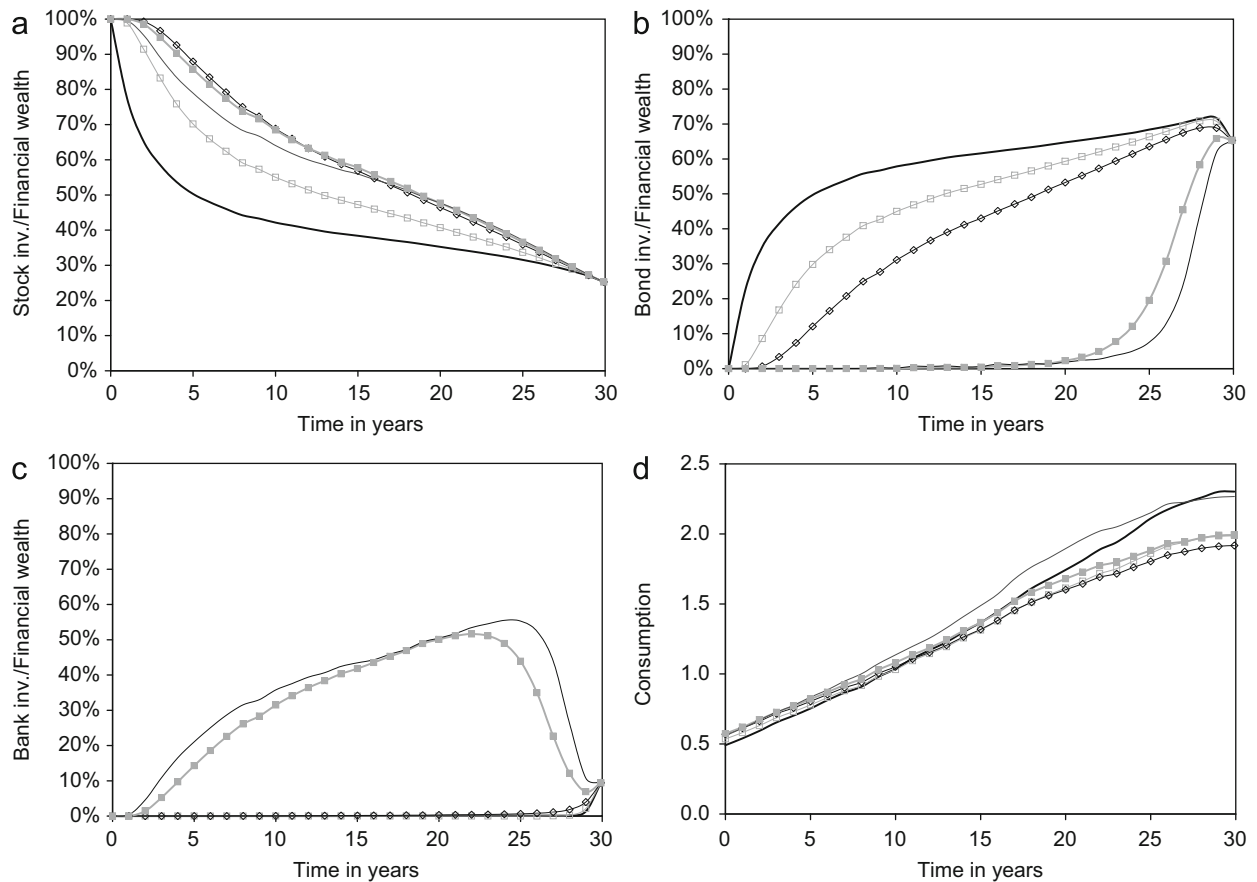 a
Stock inv./Financial wealth
100%
90%
80%
70%
60%
50%
40%
30%
20%
10%
0%
0 5 10 15 20 25 30
Time in years
b
Bond inv./Financial wealth
100%
90%
80%
70%
60%
50%
40%
30%
20%
10%
0%
0 5 10 15 20 25 30
Time in years
c
Bank inv./Financial wealth
100%
90%
80%
70%
60%
50%
40%
30%
20%
10%
0%
0 5 10 15 20 25 30
Time in years
d
Consumption
2.5
2.0
1.5
1.0
0.5
0.0
0 5 10 15 20 25 30
Time in years